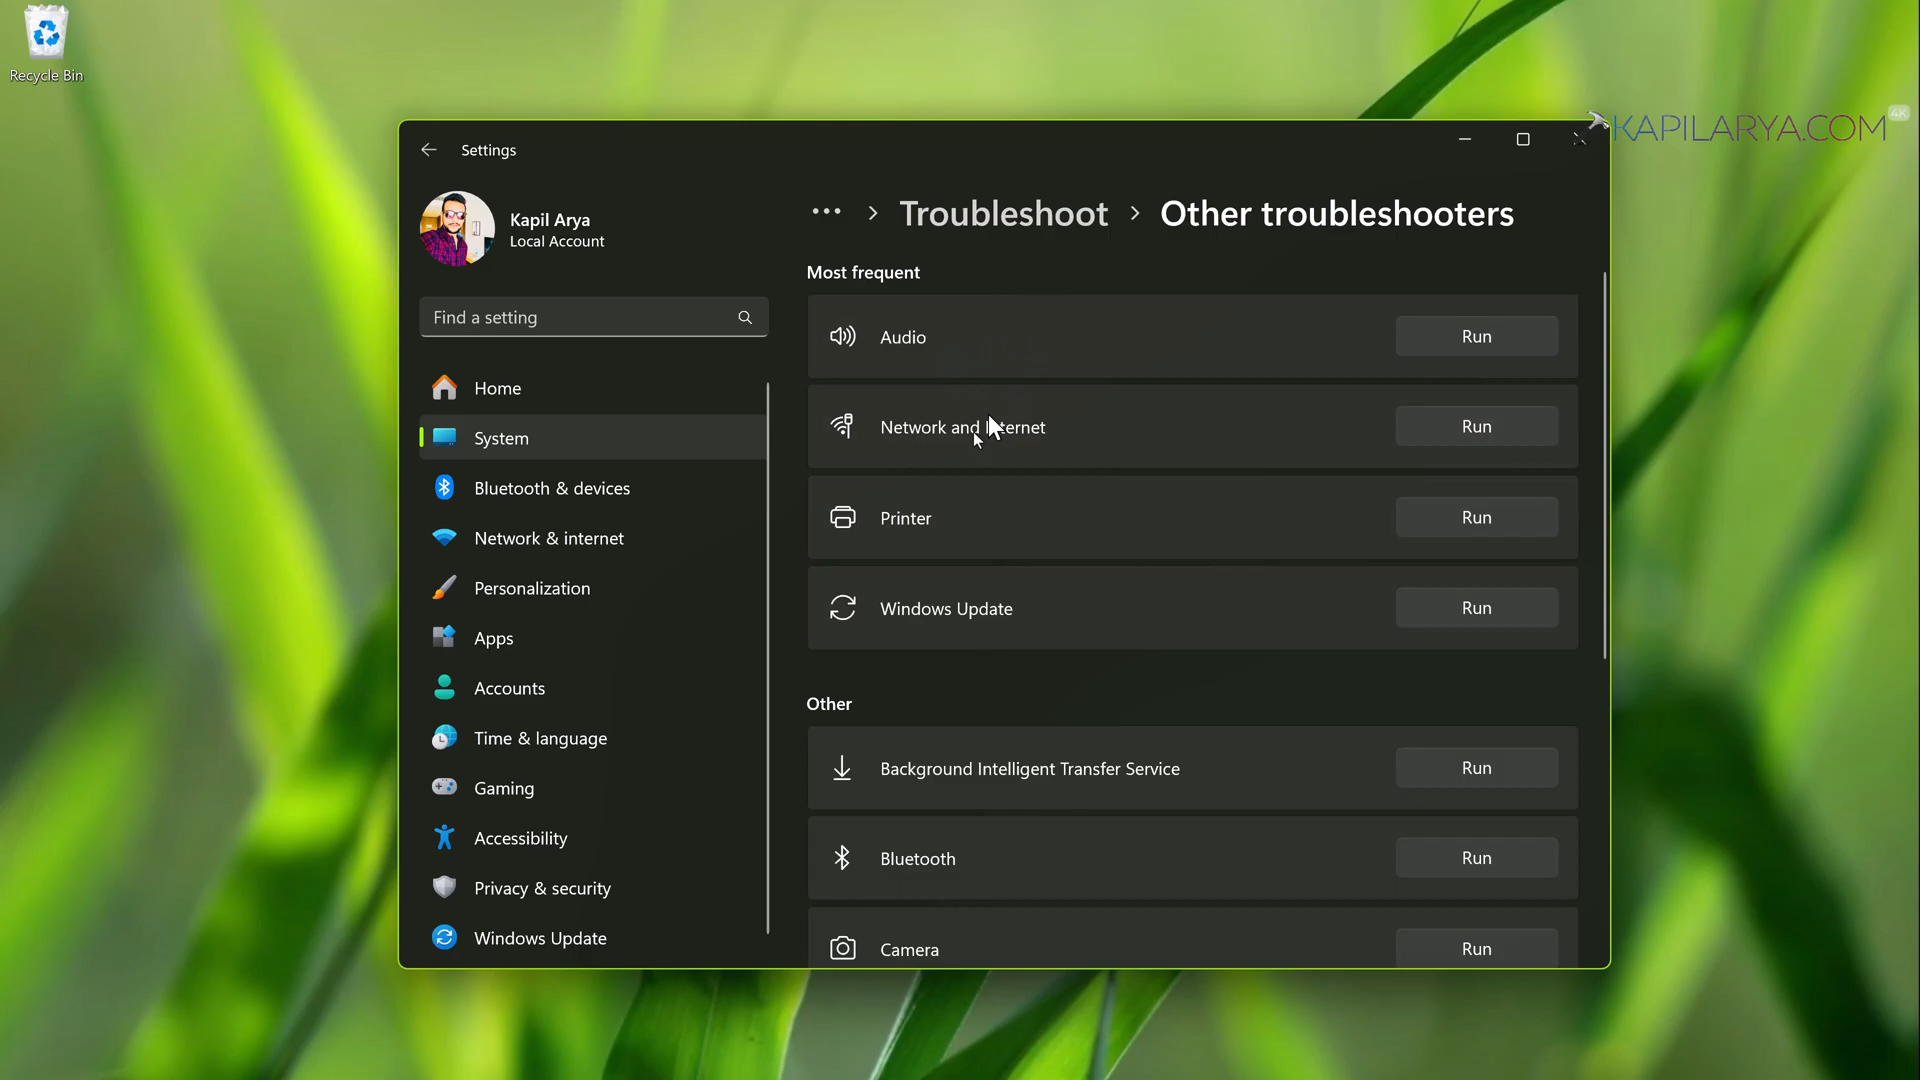 Recycle Bin
KAPILARYA.COM
4K
Settings
Kapil Arya
Local Account
Find a setting
Home
System
Bluetooth & devices
Network & internet
Personalization
Apps
Accounts
Time & language
Gaming
Accessibility
Privacy & security
Windows Update
… > Troubleshoot > Other troubleshooters
Most frequent
Audio Run
Network and Internet Run
Printer Run
Windows Update Run
Other
Background Intelligent Transfer Service Run
Bluetooth Run
Camera Run